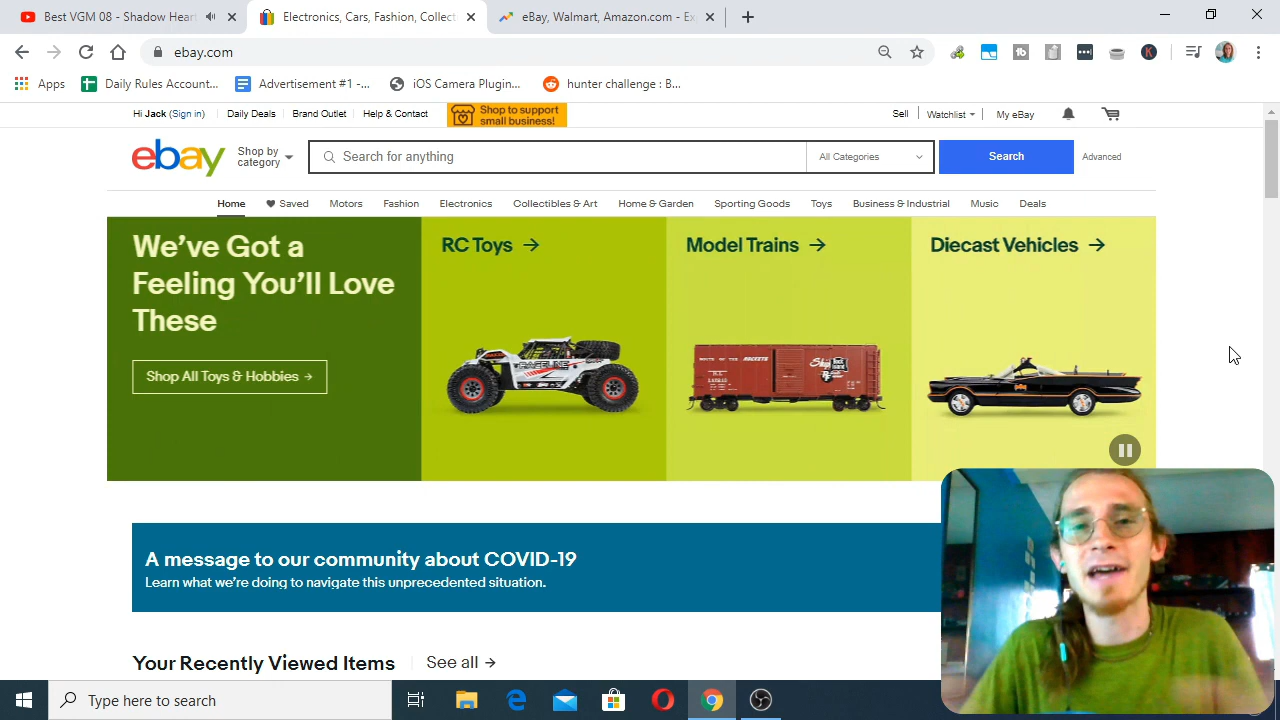 Best VGM 08 - Shadow Hear
Electronics, Cars, Fashion, Collect
eBay, Walmart, Amazon.com - Ex
ebay.com
Apps
Daily Rules Account...
Advertisement #1 -...
iOS Camera Plugin...
hunter challenge : B...
Hi Jack (Sign in)
Daily Deals
Brand Outlet
Help & Contact
Shop to support
small business!
Sell
Watchlist
My eBay
ebay
Shop by
category
Search for anything
All Categories
Search
Advanced
Home
Saved
Motors
Fashion
Electronics
Collectibles & Art
Home & Garden
Sporting Goods
Toys
Business & Industrial
Music
Deals
We've Got a
Feeling You'll Love
These
Shop All Toys & Hobbies →
RC Toys →
Model Trains →
Diecast Vehicles →
A message to our community about COVID-19
Learn what we're doing to navigate this unprecedented situation.
Your Recently Viewed Items
See all →
Type here to search